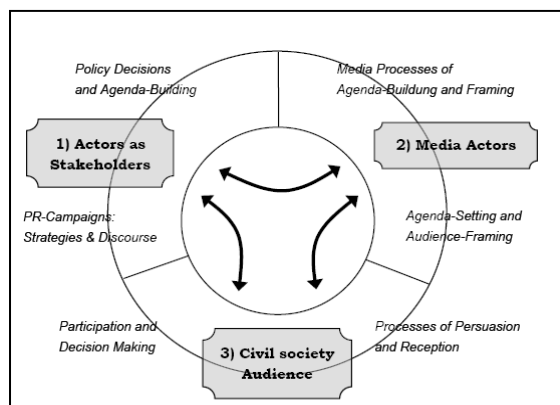 Policy Decisions
and Agenda-Building
Media Processes of
Agenda-Buildung and Framing
1) Actors as
Stakeholders
2) Media Actors
PR-Campaigns:
Strategies & Discourse
Agenda-Setting and
Audience-Framing
Participation and
Decision Making
3) Civil society
Audience
Processes of Persuasion
and Reception